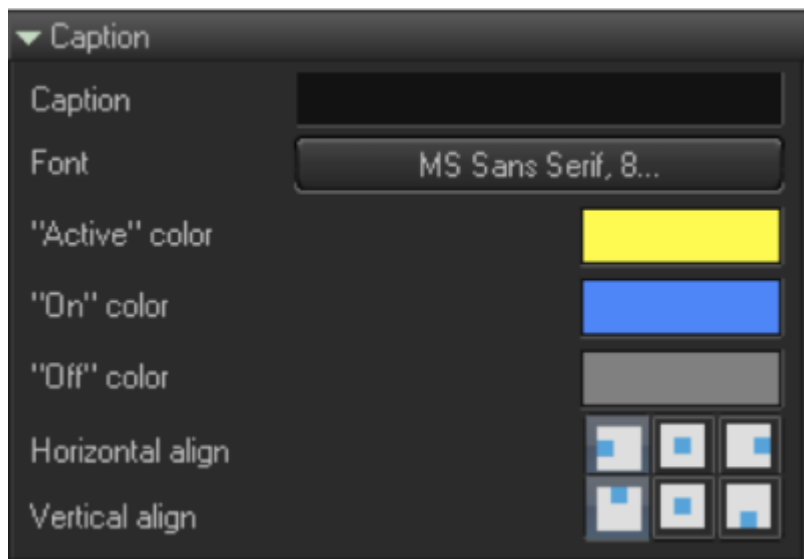 Caption
Caption
Font
MS Sans Serif, 8...
"Active" color
"On" color
"Off" color
Horizontal align
Vertical align